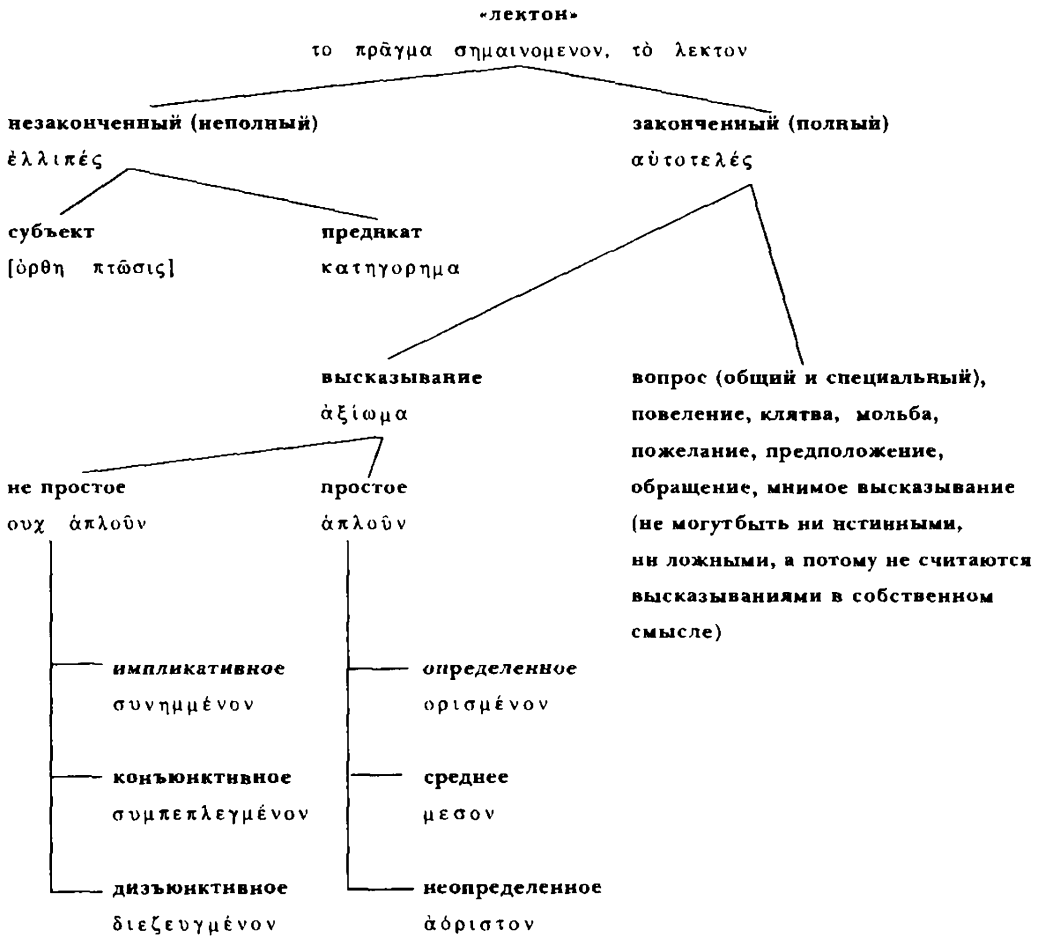 «лектон»
το πρᾶγμα σημαινομενον, τὸ λεκτον
незаконченный (неполный)
ἐλλιπές
законченный (полный)
αὐτοτελές
субъект
[ὀρθη πτῶσις]
предикат
κατηγορημα
высказывание
ἀξίωμα
вопрос (общий и специальный),
повеление, клятва, мольба,
пожелание, предположение,
обращение, мнимое высказывание
(не могут быть ни истинными,
ни ложными, а потому не считаются
высказываниями в собственном
смысле)
не простое
ουχ ἁπλοῦν
простое
ἁπλοῦν
импликативное
συνημμένον
конъюнктивное
συμπεπλεγμένον
дизъюнктивное
διεζευγμένον
определенное
ορισμένον
среднее
μεσον
неопределенное
ἀόριστον